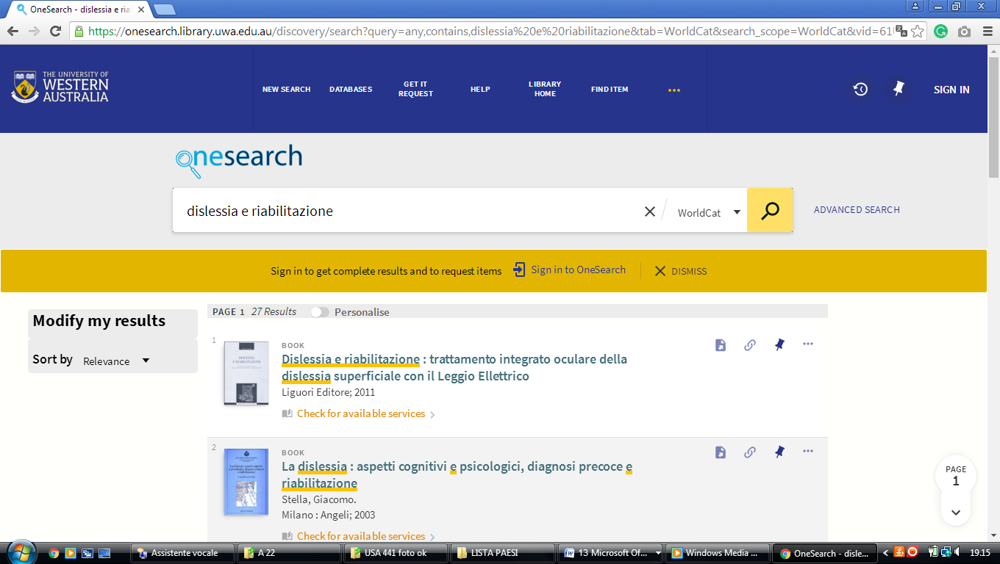 OneSearch - dislessia e ria
https://onesearch.library.uwa.edu.au/discovery/search?query=any,contains,dislessia%20e%20riabilitazione&tab=WorldCat&search_scope=WorldCat&vid=61
THE UNIVERSITY OF
WESTERN
AUSTRALIA
NEW SEARCH
DATABASES
GET IT
REQUEST
HELP
LIBRARY
HOME
FIND ITEM
SIGN IN
onesearch
dislessia e riabilitazione
WorldCat
ADVANCED SEARCH
Sign in to get complete results and to request items
Sign in to OneSearch
DISMISS
Modify my results
Sort by
Relevance
PAGE 1 27 Results
Personalise
1
BOOK
DISLESSIA
E RIABILITAZIONE
Dislessia e riabilitazione : trattamento integrato oculare della
dislessia superficiale con il Leggio Ellettrico
Liguori Editore; 2011
Check for available services
2
BOOK
La dislessia : aspetti cognitivi e psicologici, diagnosi precoce e
riabilitazione
Stella, Giacomo.
Milano : Angeli; 2003
Check for available services
PAGE
1
Assistente vocale
A 22
USA 441 foto ok
LISTA PAESI
13 Microsoft Of...
Windows Media ...
OneSearch - disle...
19.15